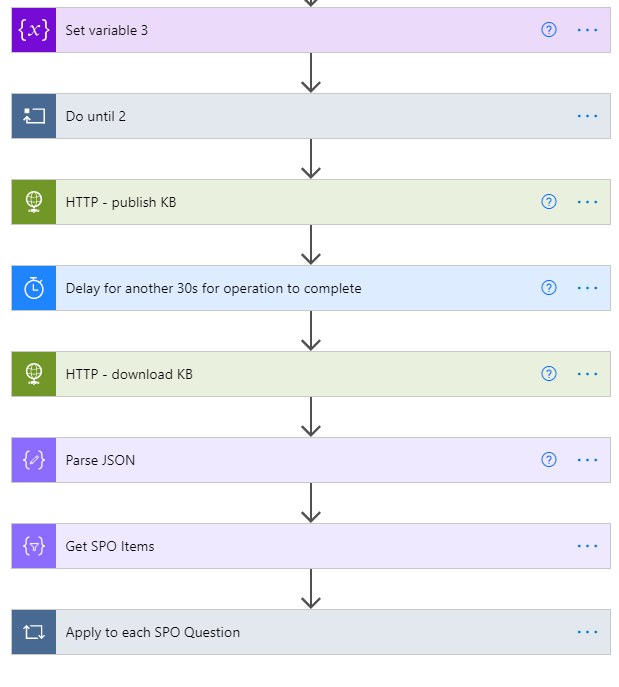 {x} Set variable 3
Do until 2
HTTP - publish KB
Delay for another 30s for operation to complete
HTTP - download KB
Parse JSON
Get SPO Items
Apply to each SPO Question